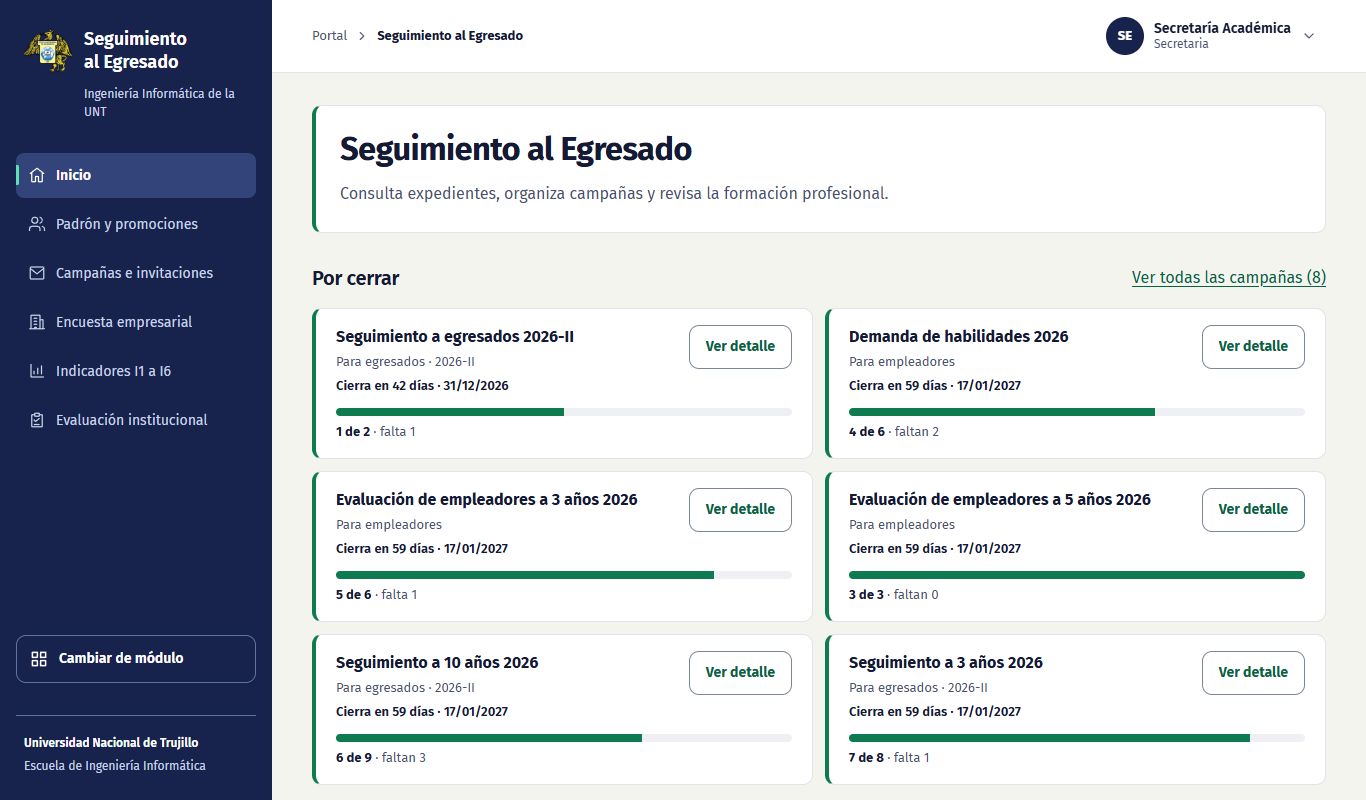 Seguimiento
al Egresado
Ingeniería Informática de la
UNT
Inicio
Padrón y promociones
Campañas e invitaciones
Encuesta empresarial
Indicadores I1 a I6
Evaluación institucional
Cambiar de módulo
Universidad Nacional de Trujillo
Escuela de Ingeniería Informática
Portal > Seguimiento al Egresado
SE
Secretaría Académica
Secretaria
Seguimiento al Egresado
Consulta expedientes, organiza campañas y revisa la formación profesional.
Por cerrar
Ver todas las campañas (8)
Seguimiento a egresados 2026-II
Ver detalle
Para egresados · 2026-II
Cierra en 42 días · 31/12/2026
1 de 2 · falta 1
Demanda de habilidades 2026
Ver detalle
Para empleadores
Cierra en 59 días · 17/01/2027
4 de 6 · faltan 2
Evaluación de empleadores a 3 años 2026
Ver detalle
Para empleadores
Cierra en 59 días · 17/01/2027
5 de 6 · falta 1
Evaluación de empleadores a 5 años 2026
Ver detalle
Para empleadores
Cierra en 59 días · 17/01/2027
3 de 3 · faltan 0
Seguimiento a 10 años 2026
Ver detalle
Para egresados · 2026-II
Cierra en 59 días · 17/01/2027
6 de 9 · faltan 3
Seguimiento a 3 años 2026
Ver detalle
Para egresados · 2026-II
Cierra en 59 días · 17/01/2027
7 de 8 · falta 1